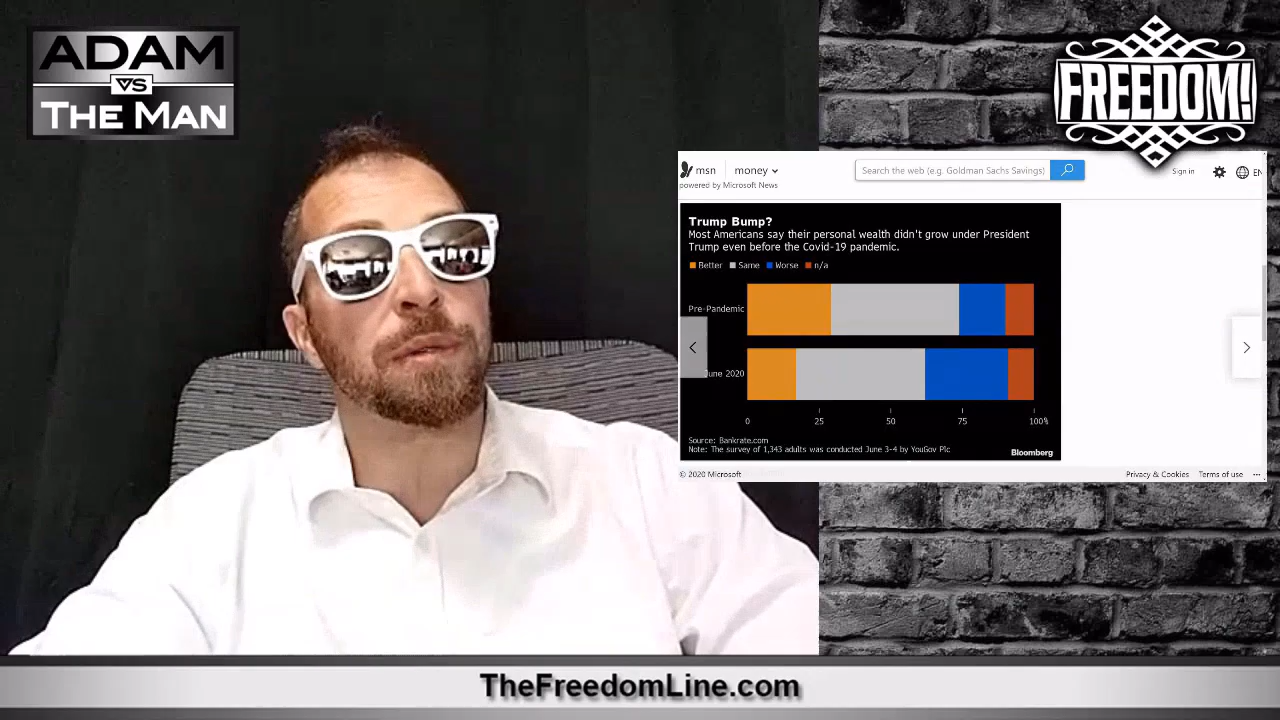 ADAM
VS
THE MAN
FREEDOM!
msn money
powered by Microsoft News
Search the web (e.g. Goldman Sachs Savings)
Sign in
EN
Trump Bump?
Most Americans say their personal wealth didn't grow under President
Trump even before the Covid-19 pandemic.
Better Same Worse n/a
Pre-Pandemic
June 2020
0 25 50 75 100%
Source: Bankrate.com
Note: The survey of 1,343 adults was conducted June 3-4 by YouGov Plc
Bloomberg
© 2020 Microsoft
Privacy & Cookies Terms of use ...
TheFreedomLine.com